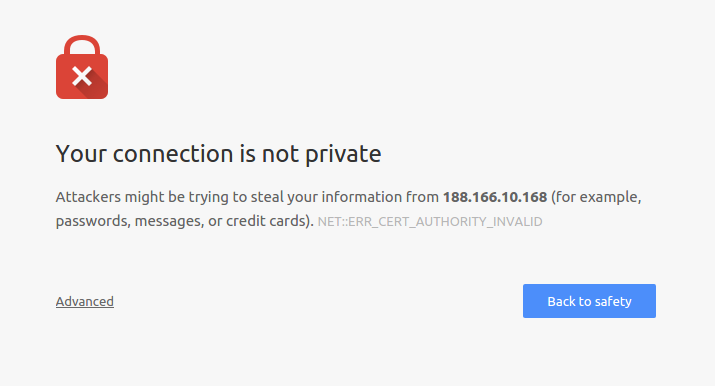 Your connection is not private
Attackers might be trying to steal your information from 188.166.10.168 (for example,
passwords, messages, or credit cards). NET::ERR_CERT_AUTHORITY_INVALID
Advanced
Back to safety